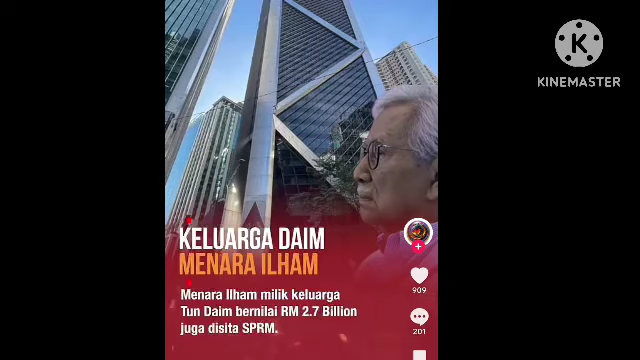 KINEMASTER
KELUARGA DAIM
MENARA ILHAM
Menara Ilham milik keluarga
Tun Daim bernilai RM 2.7 Billion
juga disita SPRM.
909
201